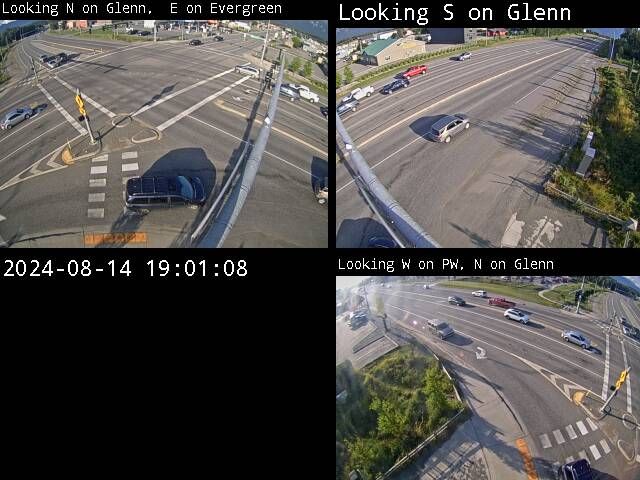 Looking N on Glenn,  E on Evergreen
Looking S on Glenn
2024-08-14 19:01:08
Looking W on PW, N on Glenn